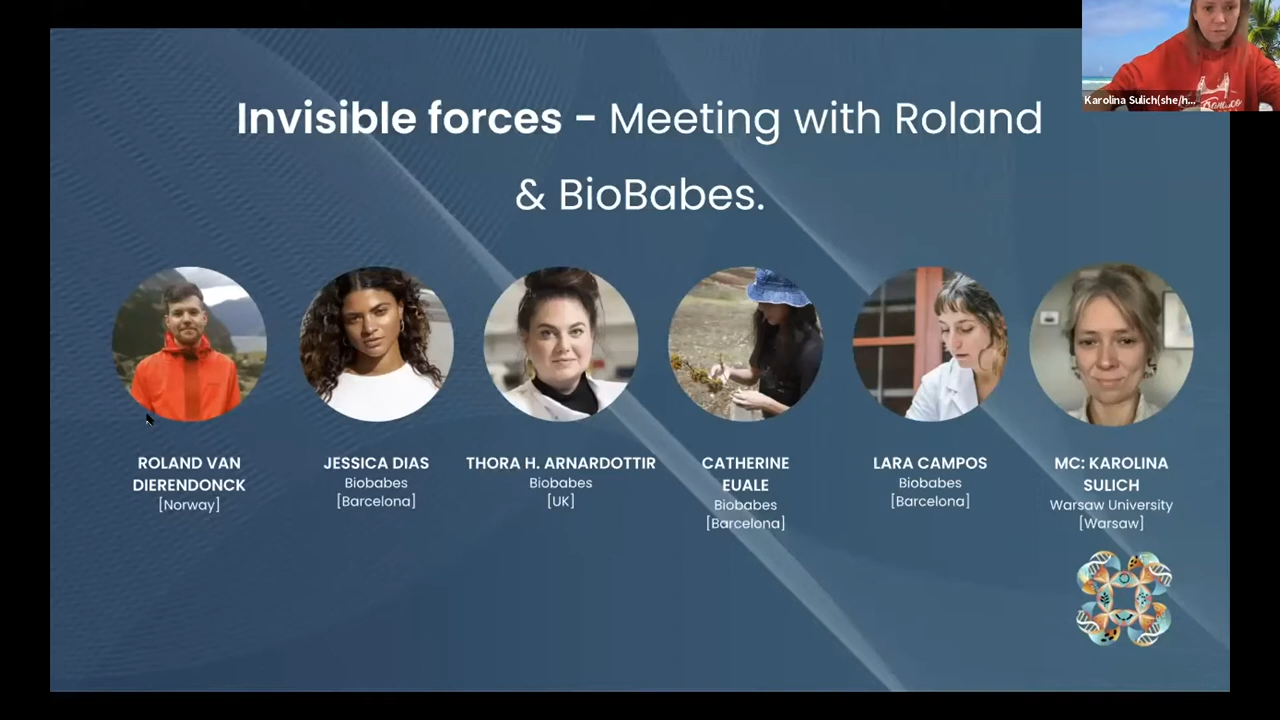 Karolina Sulich(she/h...
Invisible forces - Meeting with Roland
& BioBabes.
ROLAND VAN
DIERENDONCK
[Norway]
JESSICA DIAS
Biobabes
[Barcelona]
THORA H. ARNARDOTTIR
Biobabes
[UK]
CATHERINE
EUALE
Biobabes
[Barcelona]
LARA CAMPOS
Biobabes
[Barcelona]
MC: KAROLINA
SULICH
Warsaw University
[Warsaw]